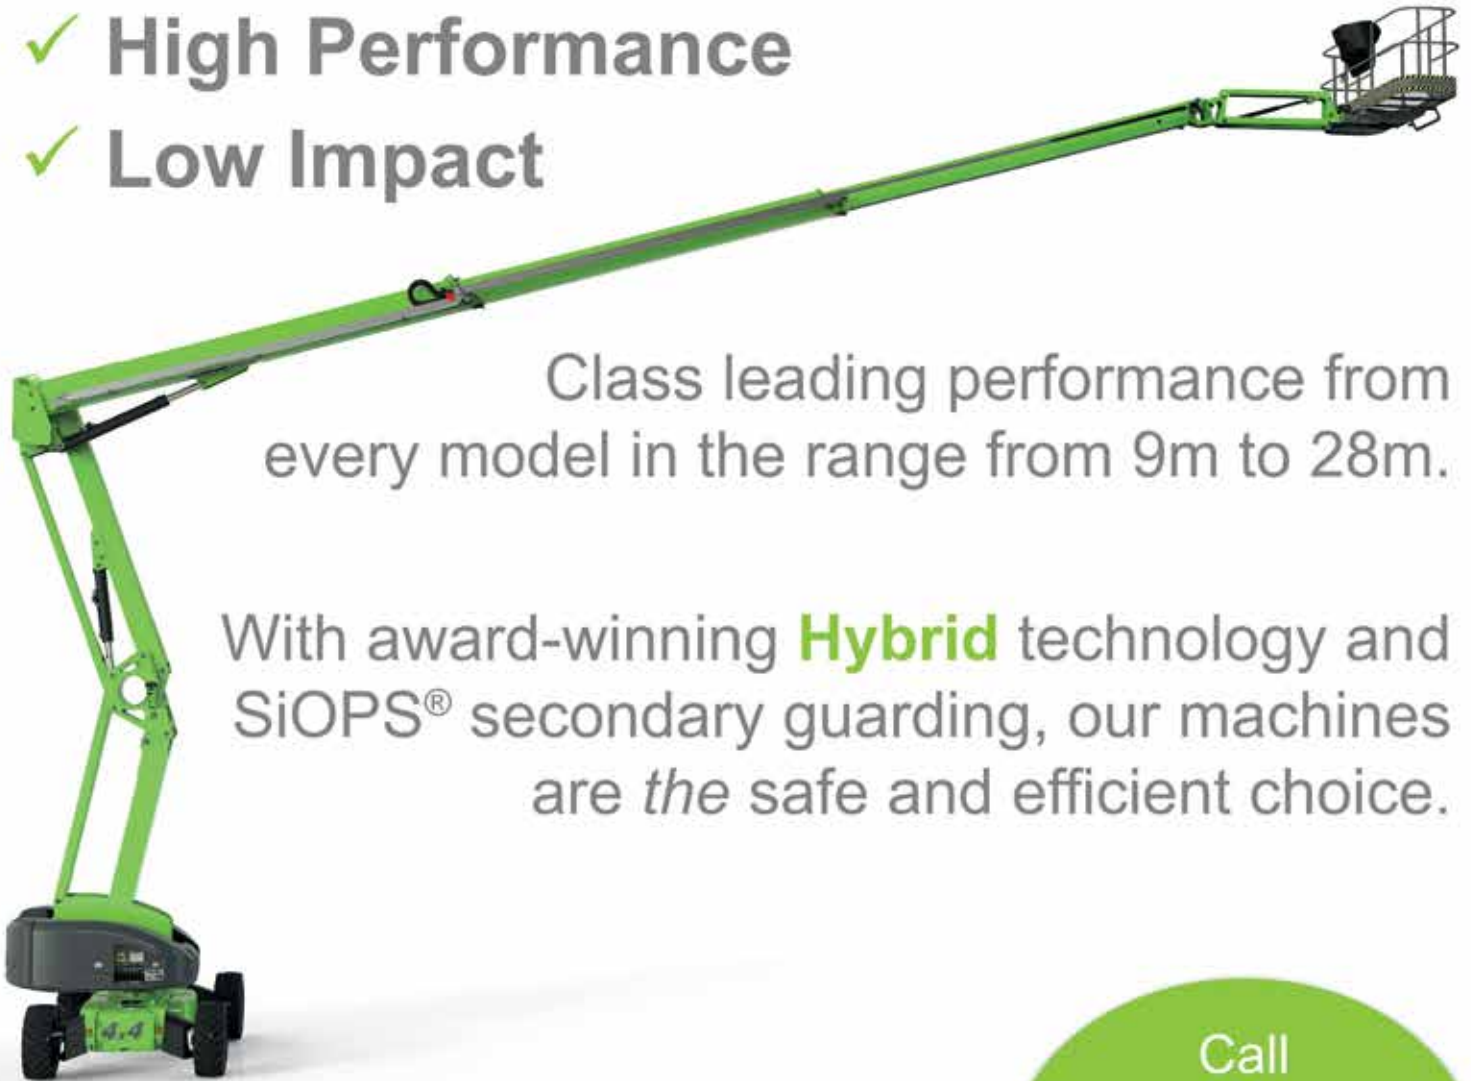 ✓ High Performance
✓ Low Impact
Class leading performance from
every model in the range from 9m to 28m.
With award-winning Hybrid technology and
SiOPS® secondary guarding, our machines
are the safe and efficient choice.
4x4
Call